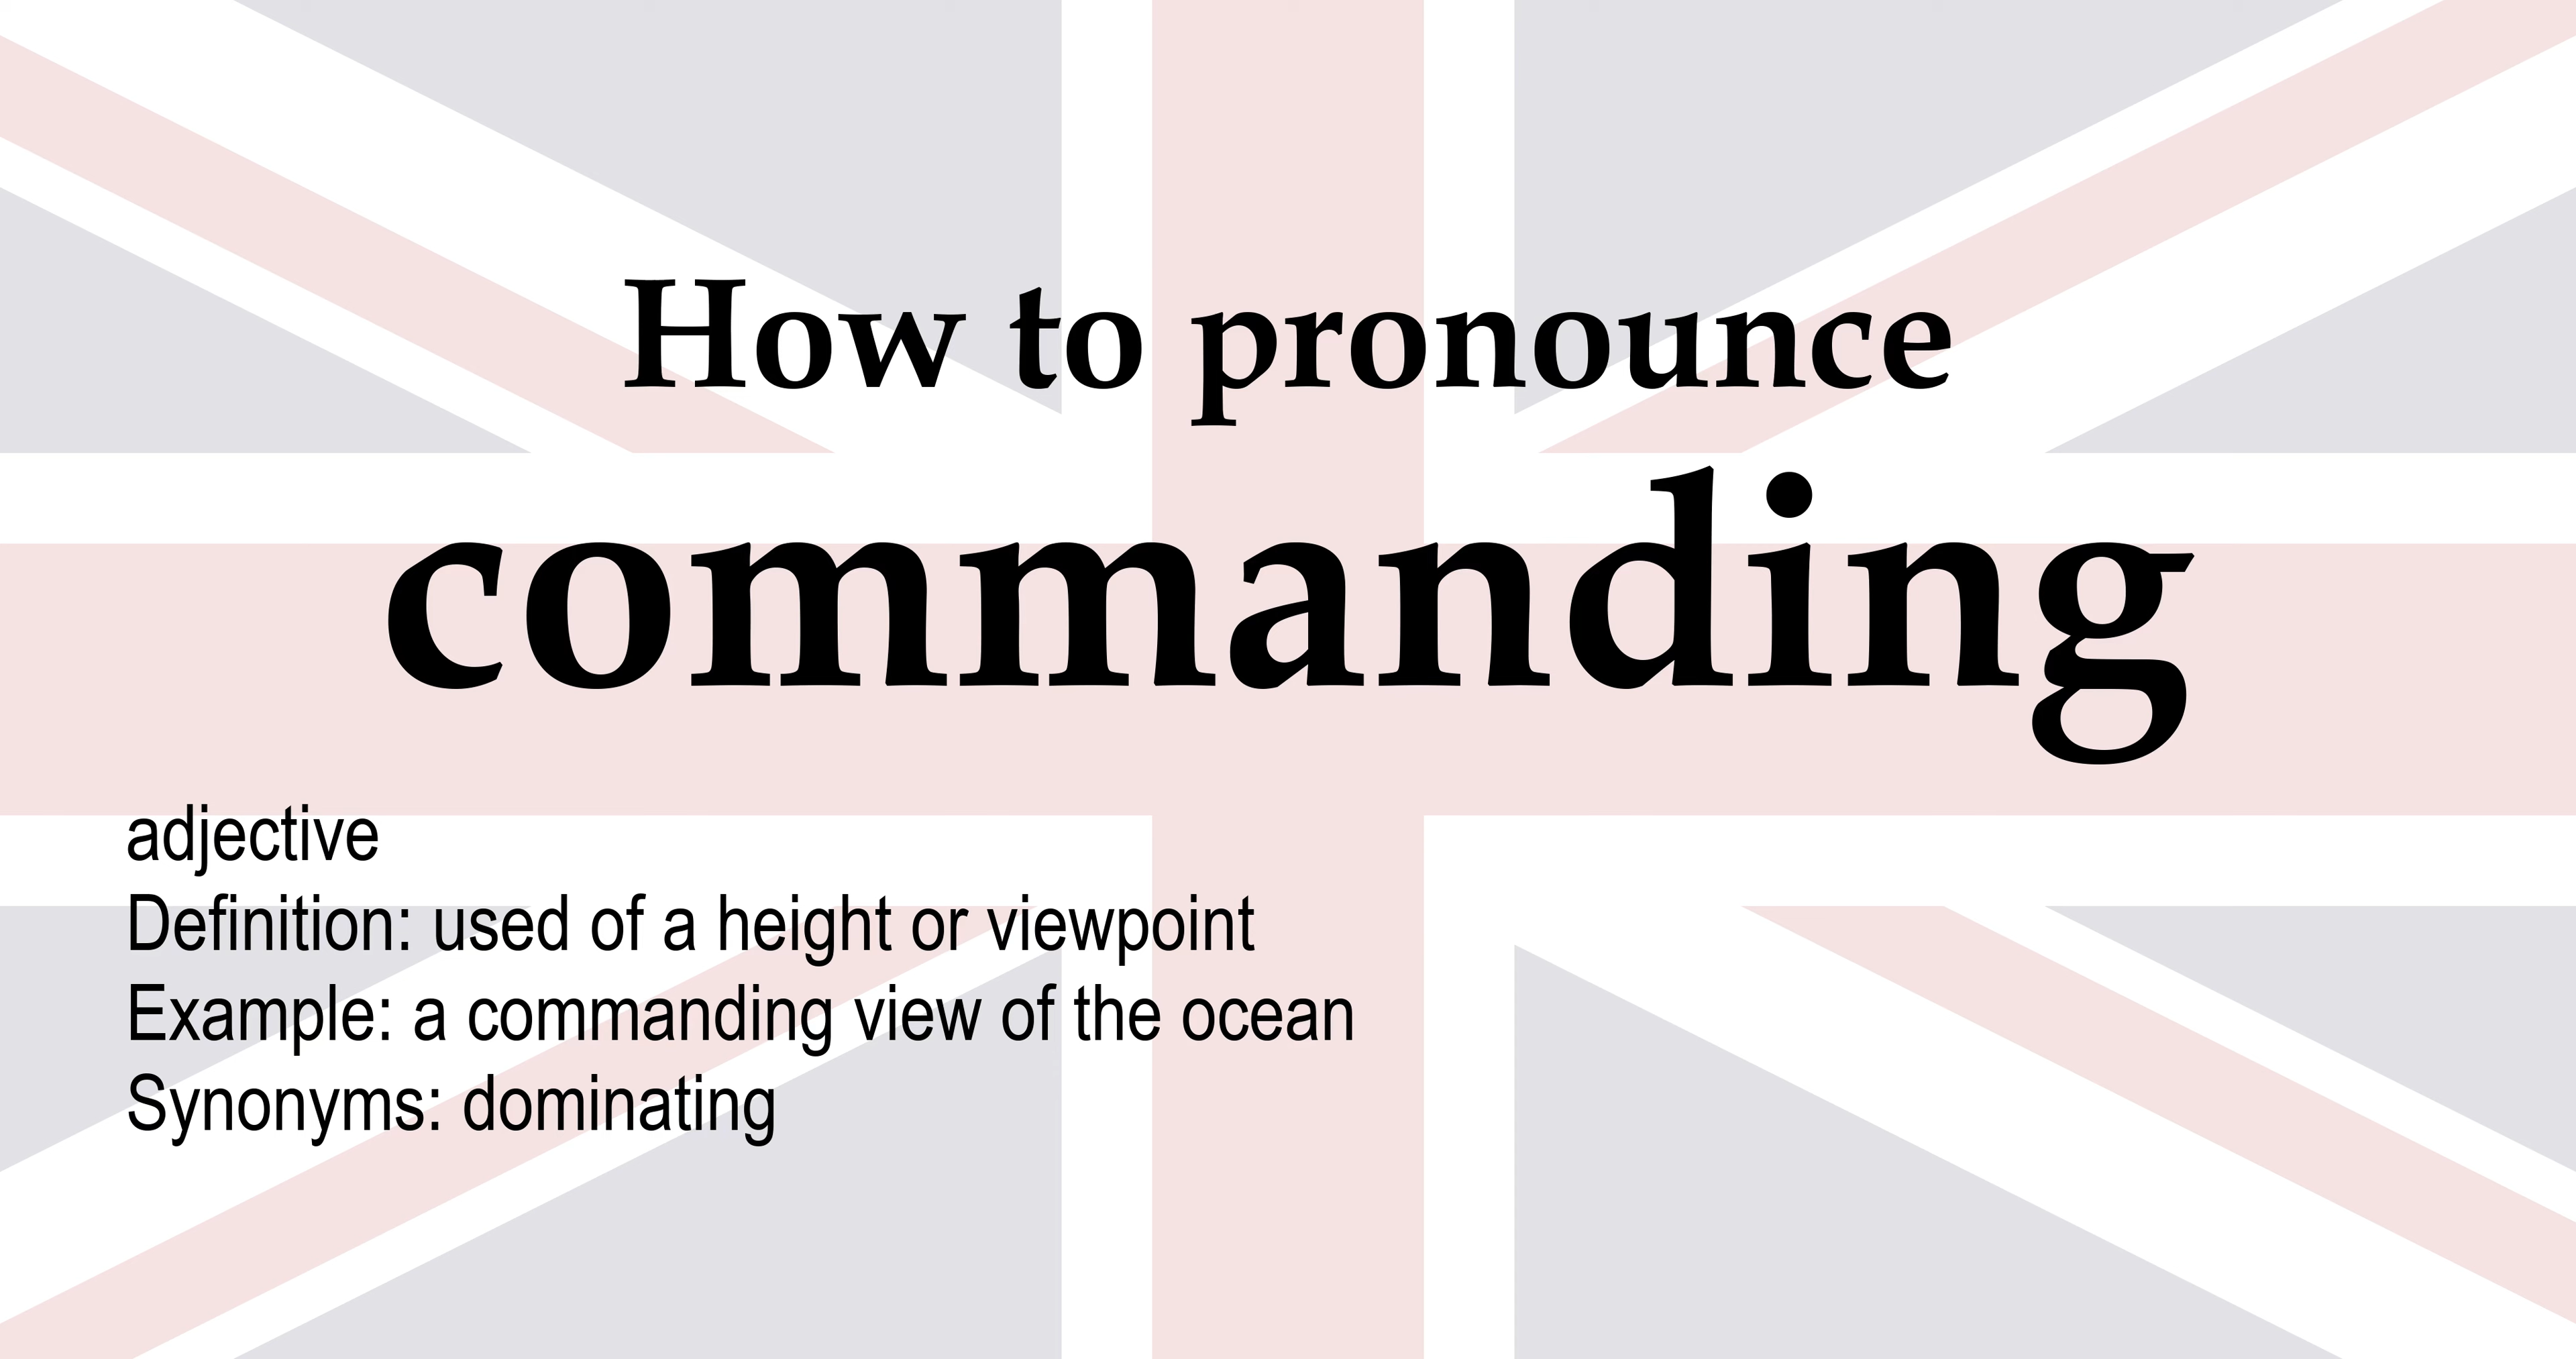 How to pronounce
commanding
adjective
Definition: used of a height or viewpoint
Example: a commanding view of the ocean
Synonyms: dominating